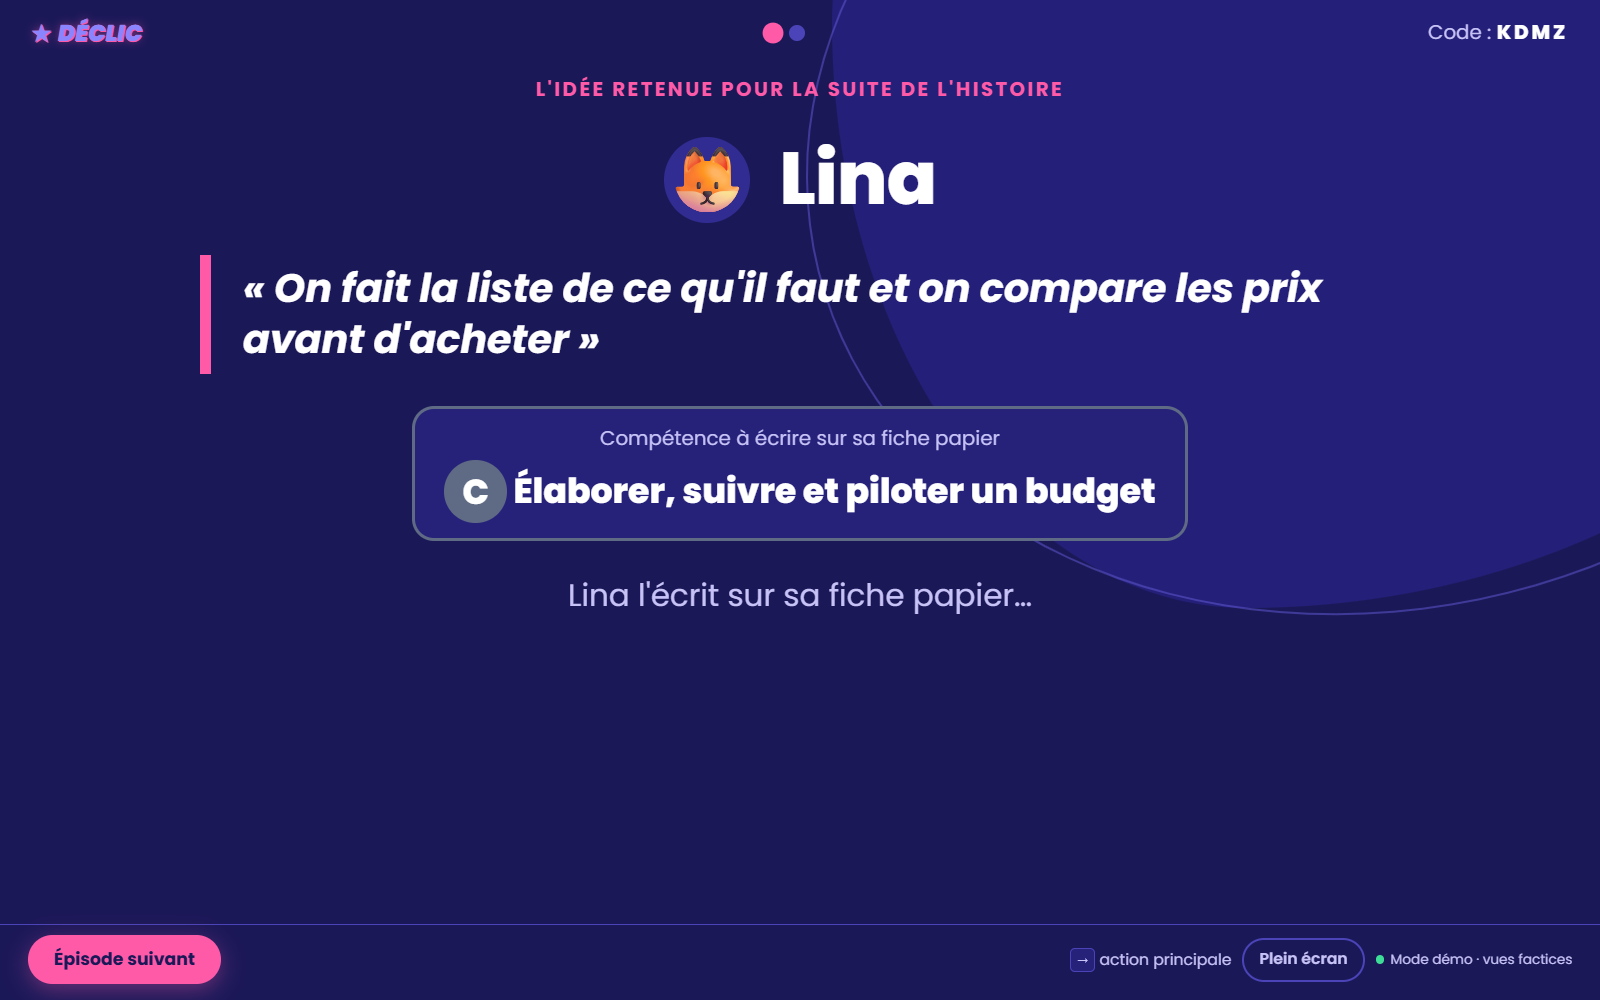 ★ DÉCLIC
Code : KDMZ
L'IDÉE RETENUE POUR LA SUITE DE L'HISTOIRE
Lina
« On fait la liste de ce qu'il faut et on compare les prix
avant d'acheter »
Compétence à écrire sur sa fiche papier
C Élaborer, suivre et piloter un budget
Lina l'écrit sur sa fiche papier...
Épisode suivant
→ action principale
Plein écran
Mode démo · vues factices